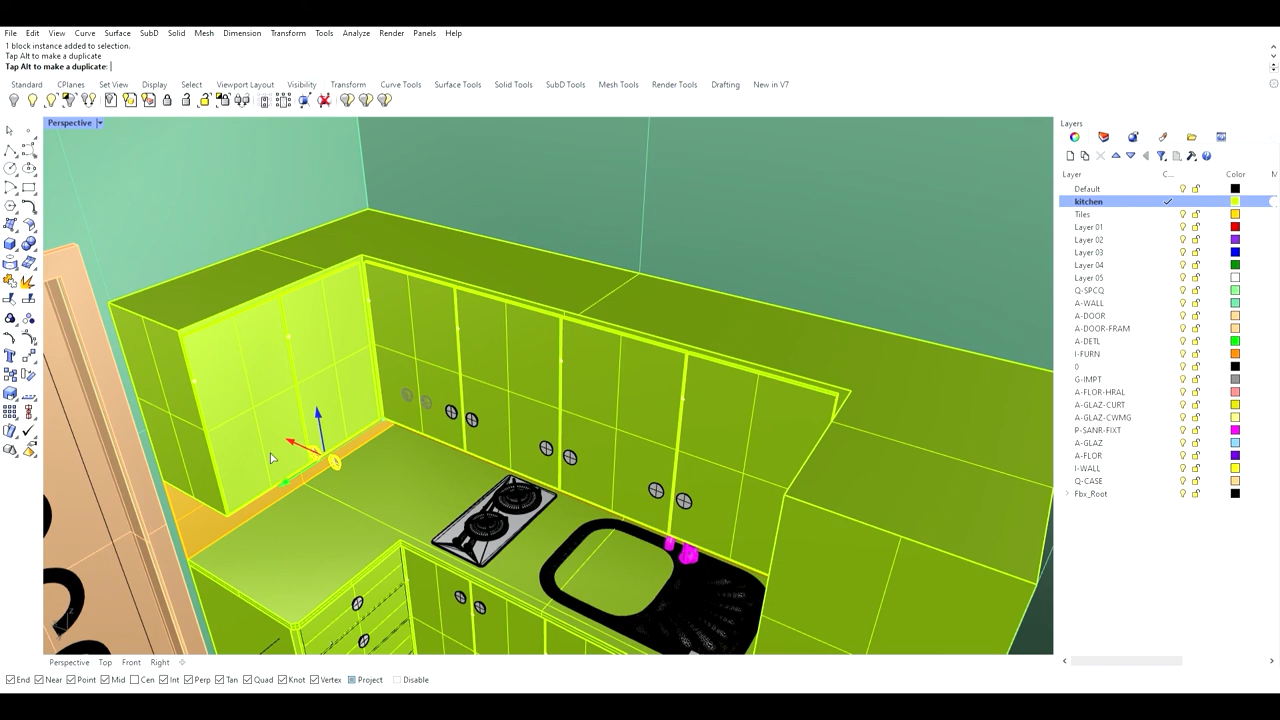 File Edit View Curve Surface SubD Solid Mesh Dimension Transform Tools Analyze Render Panels Help
1 block instance added to selection.
Tap Alt to make a duplicate
Tap Alt to make a duplicate:
Standard CPlanes Set View Display Select Viewport Layout Visibility Transform Curve Tools Surface Tools Solid Tools SubD Tools Mesh Tools Render Tools Drafting New in V7
Perspective
Layers
Layer C... Color M
Default
kitchen
Tiles
Layer 01
Layer 02
Layer 03
Layer 04
Layer 05
Q-SPCQ
A-WALL
A-DOOR
A-DOOR-FRAM
A-DETL
I-FURN
0
G-IMPT
A-FLOR-HRAL
A-GLAZ-CURT
A-GLAZ-CWMG
P-SANR-FIXT
A-GLAZ
A-FLOR
I-WALL
Q-CASE
Fbx_Root
Perspective Top Front Right
End Near Point Mid Cen Int Perp Tan Quad Knot Vertex Project Disable